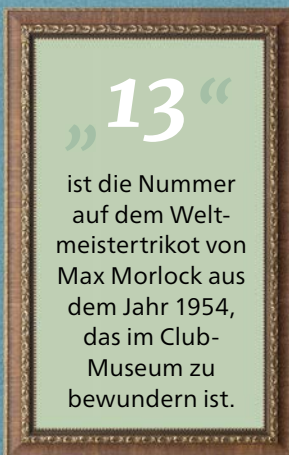 „13“
ist die Nummer
auf dem Welt-
meistertrikot von
Max Morlock aus
dem Jahr 1954,
das im Club-
Museum zu
bewundern ist.